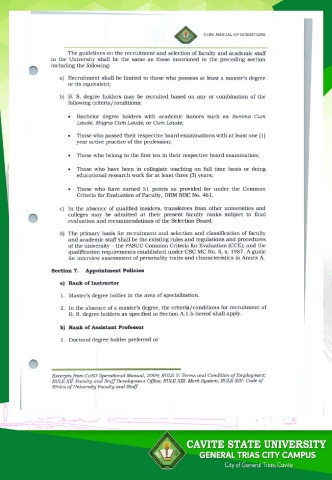 CVSU MANUAL OF OPERATIONS
The guidelines on the recruitment and selection of faculty and academic staff
in the University shall be the same as those mentioned in the preceding section
including the following:
a) Recruitment shall be limited to those who possess at least a master's degree
or its equivalent;
b) B. S. degree holders may be recruited based on any or combination of the
following criteria/conditions:
• Bachelor degree holders with academic honors such as Summa Cum
Laude, Magna Cum Laude, or Cum Laude;
• Those who passed their respective board examinations with at least one (1)
year active practice of the profession;
• Those who belong to the first ten in their respective board examination;
• Those who have been in collegiate teaching on full time basis or doing
educational research work for at least three (3) years;
• Those who have earned 51 points as provided for under the Common
Criteria for Evaluation of Faculty, DBM NBC No. 461.
c) In the absence of qualified insiders, transferees from other universities and
colleges may be admitted at their present faculty ranks subject to final
evaluation and recommendations of the Selection Board.
d) The primary basis for recruitment and selection and classification of faculty
and academic staff shall be the existing rules and regulations and procedures
of the university – the PASUC Common Criteria for Evaluation (CCE), and the
qualification requirements embodied under CSC MC No. 5, s. 1987. A guide
for interview assessment of personality traits and characteristics in Annex A.
Section 7. Appointment Policies
a) Rank of Instructor
1. Master's degree holder in the area of specialization.
2. In the absence of a master's degree, the criteria/conditions for recruitment of
B. S. degree holders as specified in Section A.1.b hereof shall apply.
b) Rank of Assistant Professor
1. Doctoral degree holder preferred or
Excerpts from CvSU Operational Manual, 2009; RULE V: Terms and Condition of Employment;
RULE XII: Faculty and Staff Development Office; RULE XIII: Merit System; RULE XIV: Code of
Ethics of University Faculty and Staff
CAVITE STATE UNIVERSITY
GENERAL TRIAS CITY CAMPUS
City of General Trias, Cavite